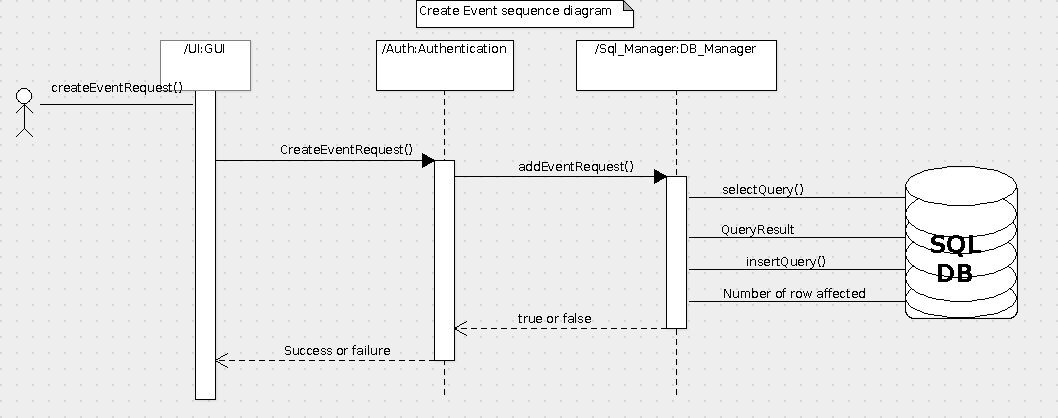 Create Event sequence diagram
/UI:GUI
/Auth:Authentication
/Sql_Manager:DB_Manager
createEventRequest()
CreateEventRequest()
addEventRequest()
selectQuery()
QueryResult
SQL
DB
insertQuery()
Number of row affected
true or false
Success or failure